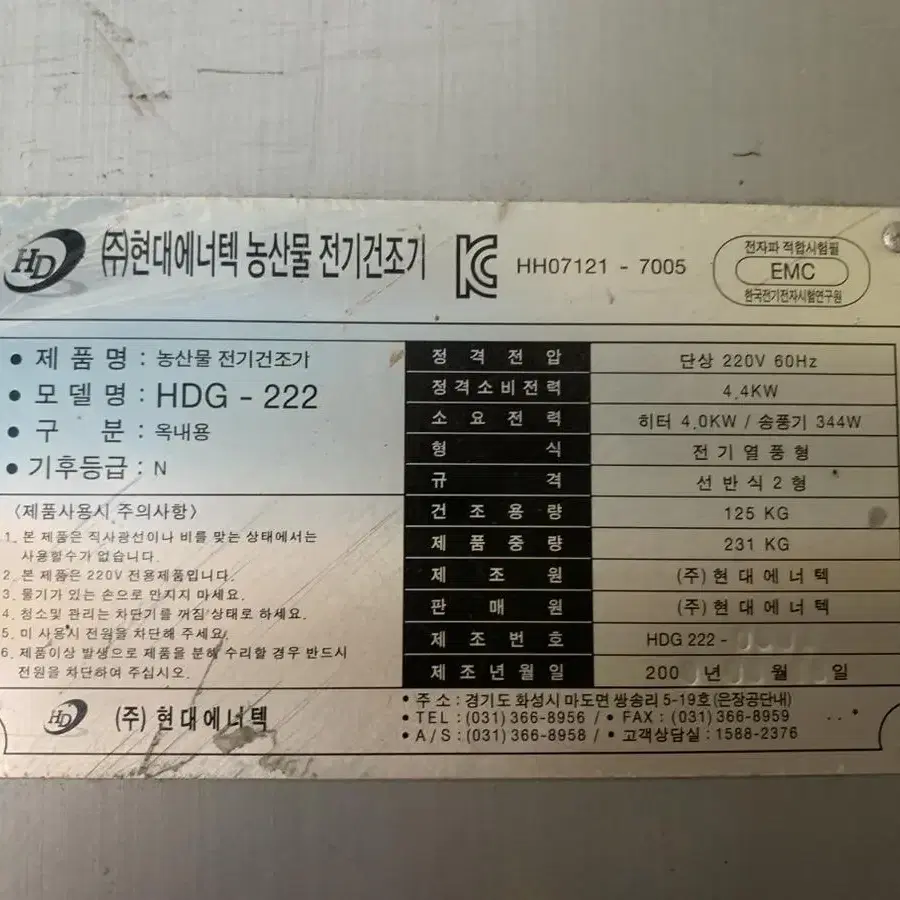 HD
(주)현대에너텍 농산물 전기건조기
HH07121 - 7005
전자파 적합시험필
EMC
한국전기전자시험연구원
• 제 품 명 : 농산물 전기건조가
• 모 델 명 : HDG - 222
• 구 분 : 옥내용
• 기후등급 : N
<제품사용시 주의사항>
1. 본 제품은 직사광선이나 비를 맞는 상태에서는
사용할수가 없습니다.
2. 본 제품은 220V 전용제품입니다.
3. 물기가 있는 손으로 만지지 마세요.
4. 청소및 관리는 차단기를 꺼짐 상태로 하세요.
5. 미 사용시 전원을 차단해 주세요.
6. 제품이상 발생으로 제품을 분해 수리할 경우 반드시
전원을 차단하여 주십시오.
정격전압 단상 220V 60Hz
정격소비전력 4.4KW
소요전력 히터 4.0KW / 송풍기 344W
형식 전기열풍형
규격 선반식2형
건조용량 125 KG
제품중량 231 KG
제조원 (주)현대에너텍
판매원 (주)현대에너텍
제조번호 HDG 222 -
제조년월일 200 년 월 일
HD (주)현대에너텍
• 주 소 : 경기도 화성시 마도면 쌍송리 5-19호 (은장공단내)
• TEL : (031) 366-8956 / • FAX : (031) 366-8959
• A/S : (031) 366-8958 / • 고객상담실 : 1588-2376